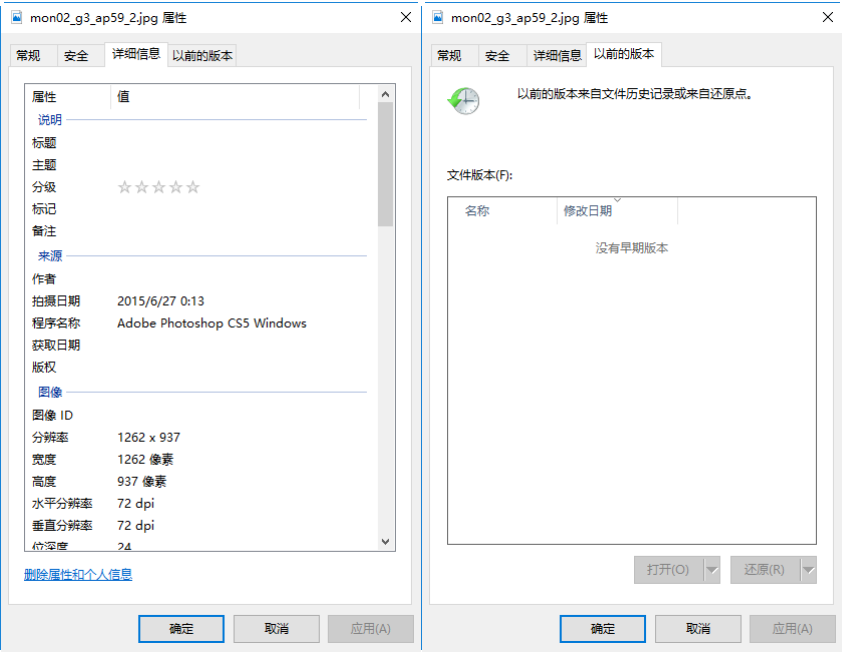 mon02_g3_ap59_2.jpg 属性
常规 安全 详细信息 以前的版本
属性 值
说明
标题
主题
分级
标记
备注
来源
作者
拍摄日期 2015/6/27 0:13
程序名称 Adobe Photoshop CS5 Windows
获取日期
版权
图像
图像 ID
分辨率 1262 x 937
宽度 1262 像素
高度 937 像素
水平分辨率 72 dpi
垂直分辨率 72 dpi
位深度 24
删除属性和个人信息
确定 取消 应用(A)
mon02_g3_ap59_2.jpg 属性
常规 安全 详细信息 以前的版本
以前的版本来自文件历史记录或来自还原点。
文件版本(F):
名称 修改日期
没有早期版本
打开(O) 还原(R)
确定 取消 应用(A)